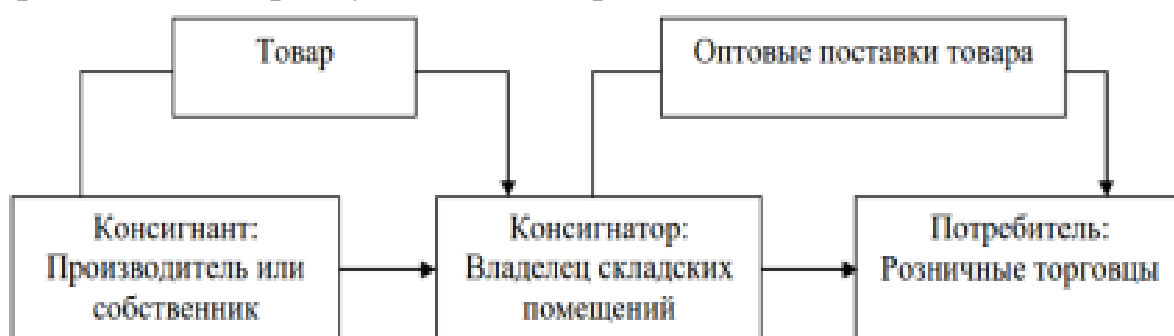 Товар
Оптовые поставки товара
Консигнант:
Производитель или
собственник
Консигнатор:
Владелец складских
помещений
Потребитель:
Розничные торговцы